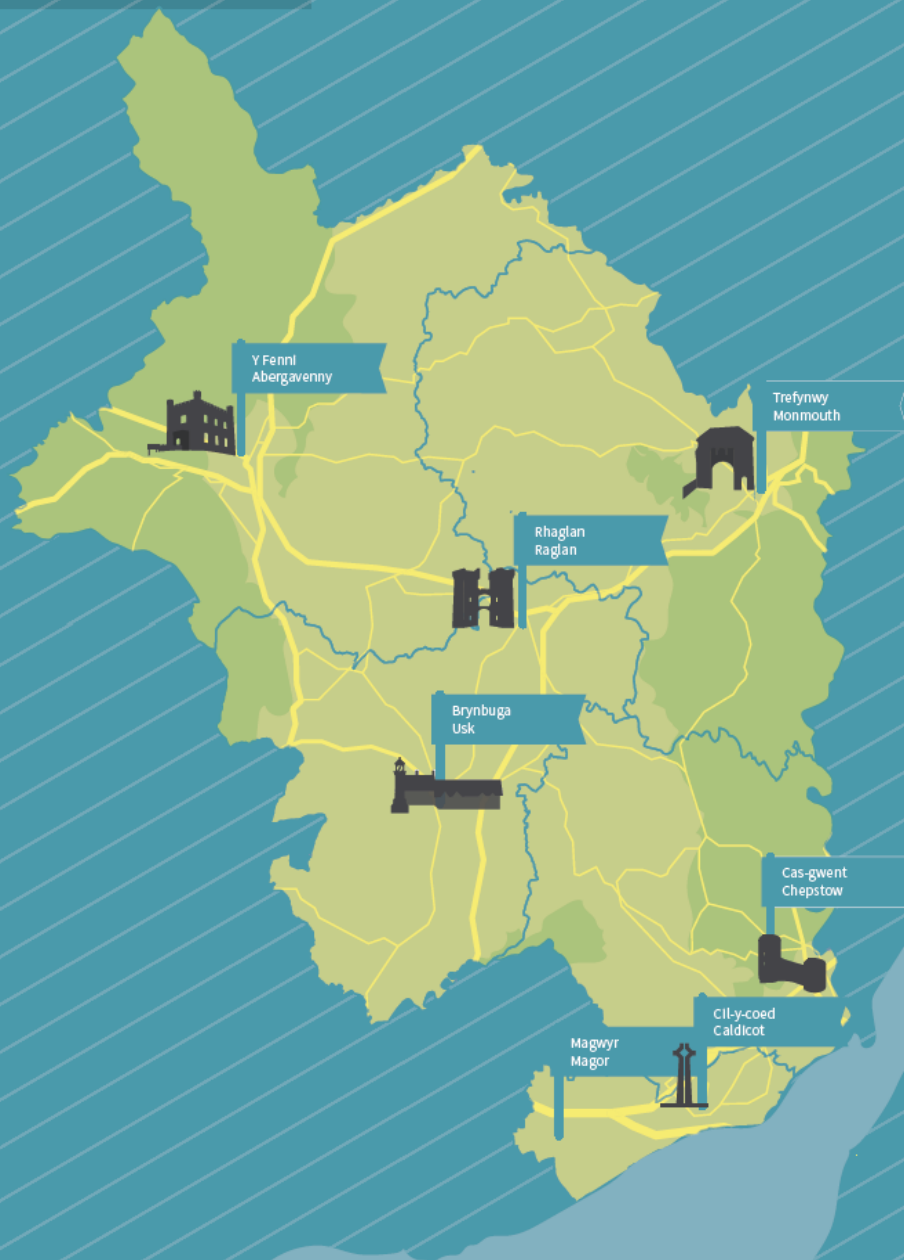 Y Fenni
Abergavenny
Trefynwy
Monmouth
Rhaglan
Raglan
Brynbuga
Usk
Cas-gwent
Chepstow
Cil-y-coed
Caldicot
Magwyr
Magor